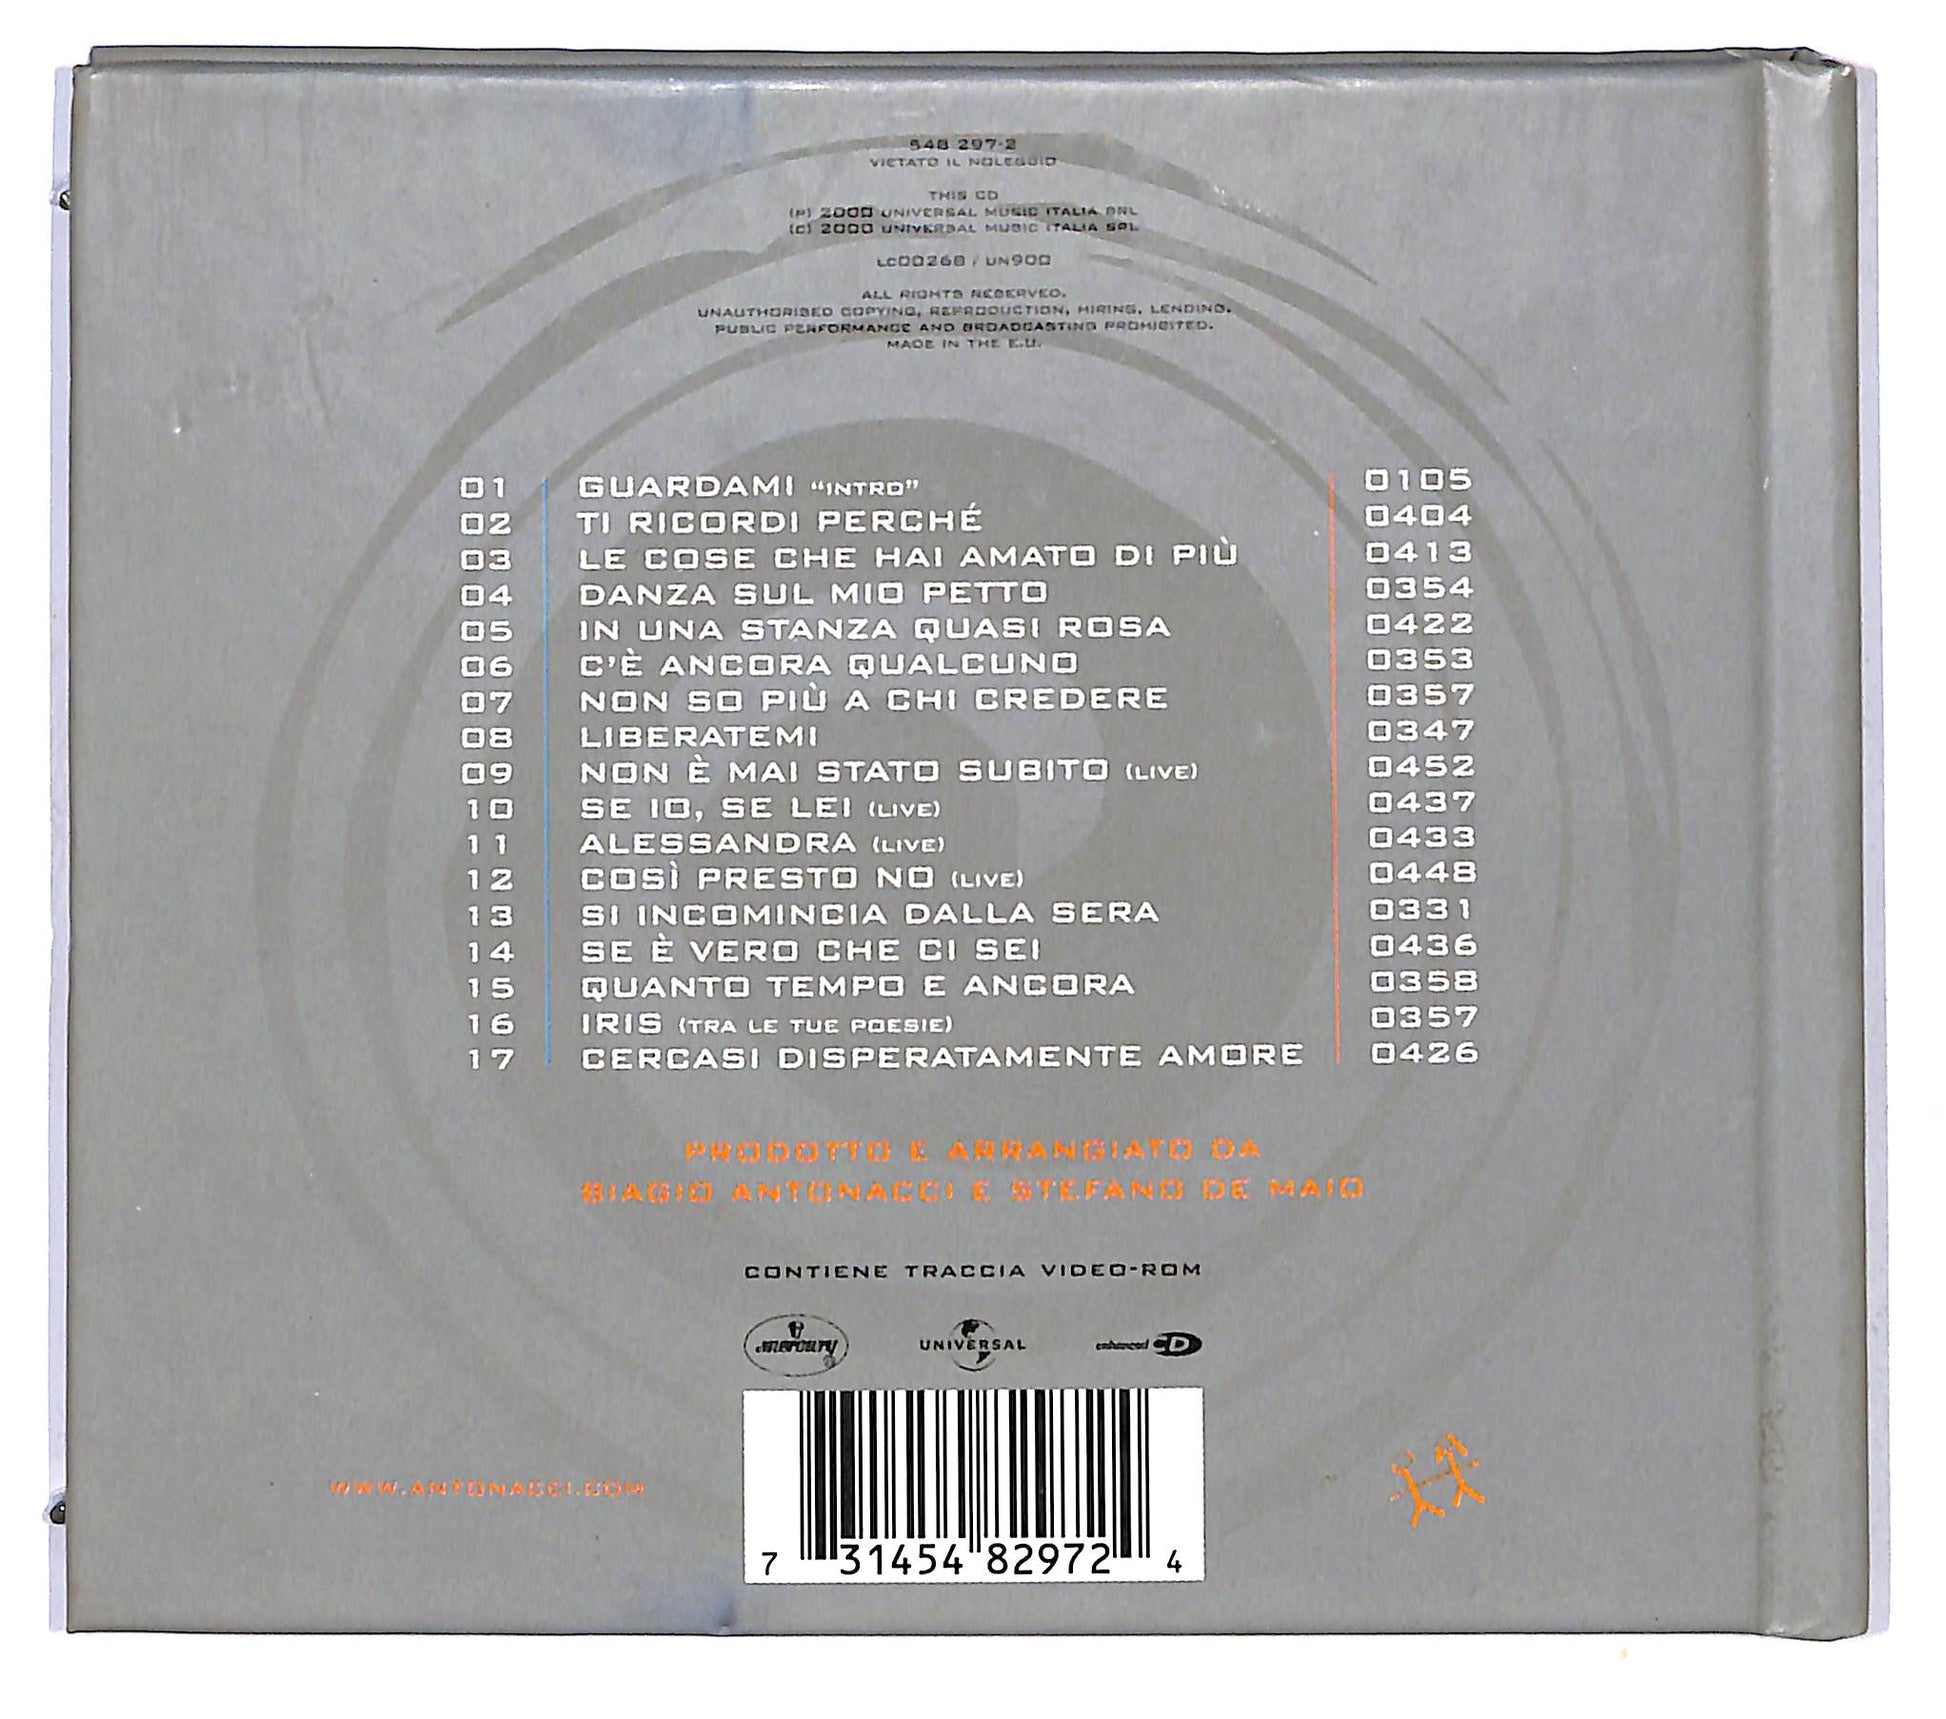 548 297-2
VIETATO IL NOLEGGIO
THIS CD
(P) 2000 UNIVERSAL MUSIC ITALIA SRL
(C) 2000 UNIVERSAL MUSIC ITALIA SRL
LC00268 / UN900
ALL RIGHTS RESERVED.
UNAUTHORISED COPYING, REPRODUCTION, HIRING, LENDING,
PUBLIC PERFORMANCE AND BROADCASTING PROHIBITED.
MADE IN THE E.U.
01 GUARDAMI "INTRO" 0105
02 TI RICORDI PERCHÉ 0404
03 LE COSE CHE HAI AMATO DI PIÙ 0413
04 DANZA SUL MIO PETTO 0354
05 IN UNA STANZA QUASI ROSA 0422
06 C'È ANCORA QUALCUNO 0353
07 NON SO PIÙ A CHI CREDERE 0357
08 LIBERATEMI 0347
09 NON È MAI STATO SUBITO (LIVE) 0452
10 SE IO, SE LEI (LIVE) 0437
11 ALESSANDRA (LIVE) 0433
12 COSÌ PRESTO NO (LIVE) 0448
13 SI INCOMINCIA DALLA SERA 0331
14 SE È VERO CHE CI SEI 0436
15 QUANTO TEMPO E ANCORA 0358
16 IRIS (TRA LE TUE POESIE) 0357
17 CERCASI DISPERATAMENTE AMORE 0426
PRODOTTO E ARRANGIATO DA
BIAGIO ANTONACCI E STEFANO DE MAIO
CONTIENE TRACCIA VIDEO-ROM
mercury UNIVERSAL enhanced CD
WWW.ANTONACCI.COM
7 31454 82972 4